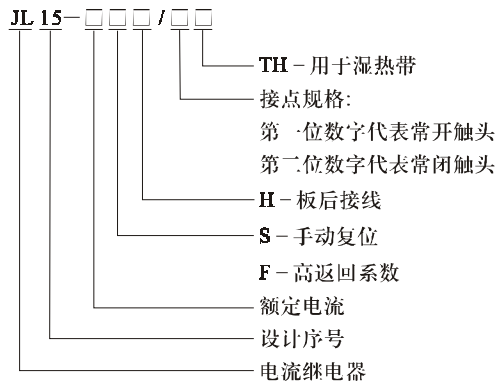 JL 15-□□□/□□
TH-用于湿热带
接点规格:
第一位数字代表常开触头
第二位数字代表常闭触头
H-板后接线
S-手动复位
F-高返回系数
额定电流
设计序号
电流继电器